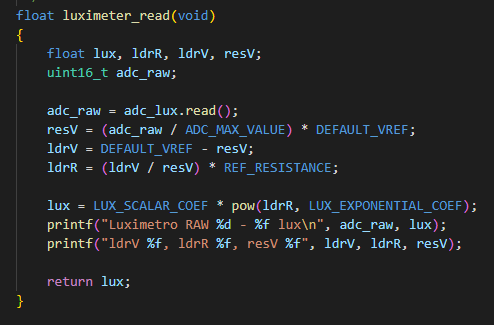 float luximeter_read(void)
{
    float lux, ldrR, ldrV, resV;
    uint16_t adc_raw;

    adc_raw = adc_lux.read();
    resV = (adc_raw / ADC_MAX_VALUE) * DEFAULT_VREF;
    ldrV = DEFAULT_VREF - resV;
    ldrR = (ldrV / resV) * REF_RESISTANCE;

    lux = LUX_SCALAR_COEF * pow(ldrR, LUX_EXPONENTIAL_COEF);
    printf("Luximetro RAW %d - %f lux\n", adc_raw, lux);
    printf("ldrV %f, ldrR %f, resV %f", ldrV, ldrR, resV);

    return lux;
}